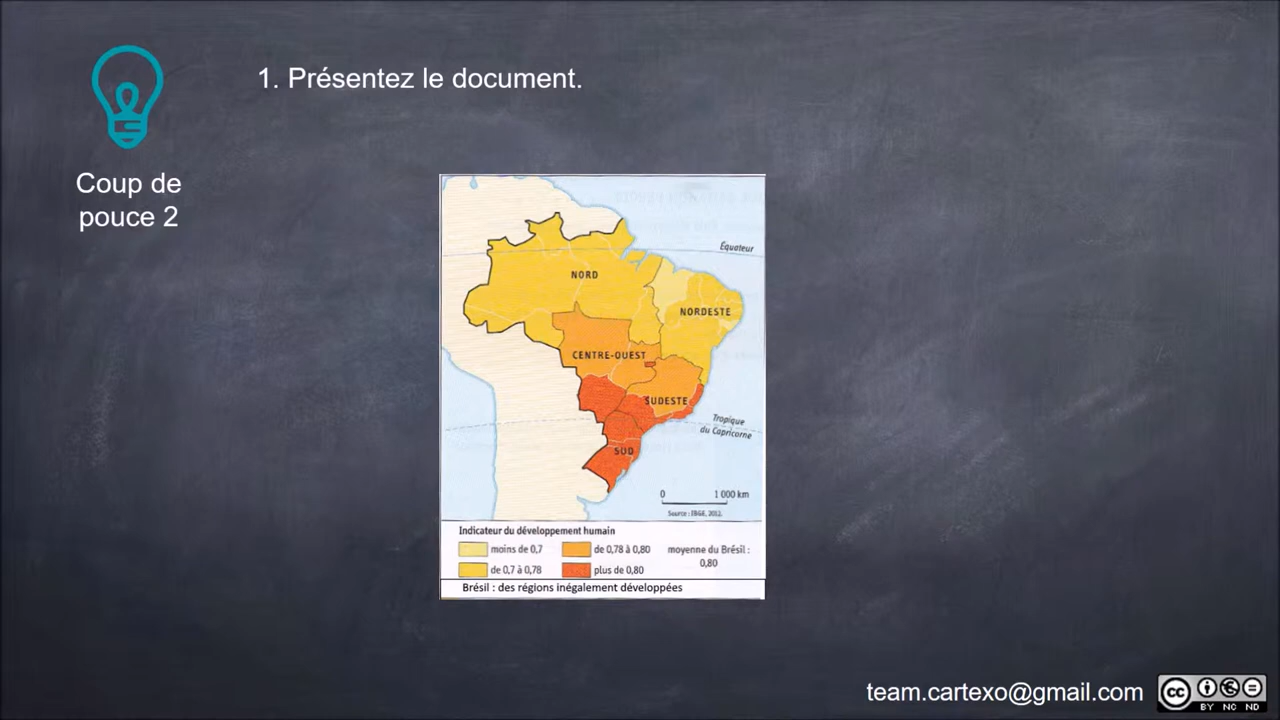 1. Présentez le document.
Coup de
pouce 2
Équateur
NORD
NORDESTE
CENTRE-OUEST
SUDESTE
Tropique
du Capricorne
SUD
0 1 000 km
Source : IBGE, 2012.
Indicateur du développement humain
moins de 0,7 de 0,78 à 0,80 moyenne du Brésil :
0,80
de 0,7 à 0,78 plus de 0,80
Brésil : des régions inégalement développées
team.cartexo@gmail.com
cc
BY NC ND